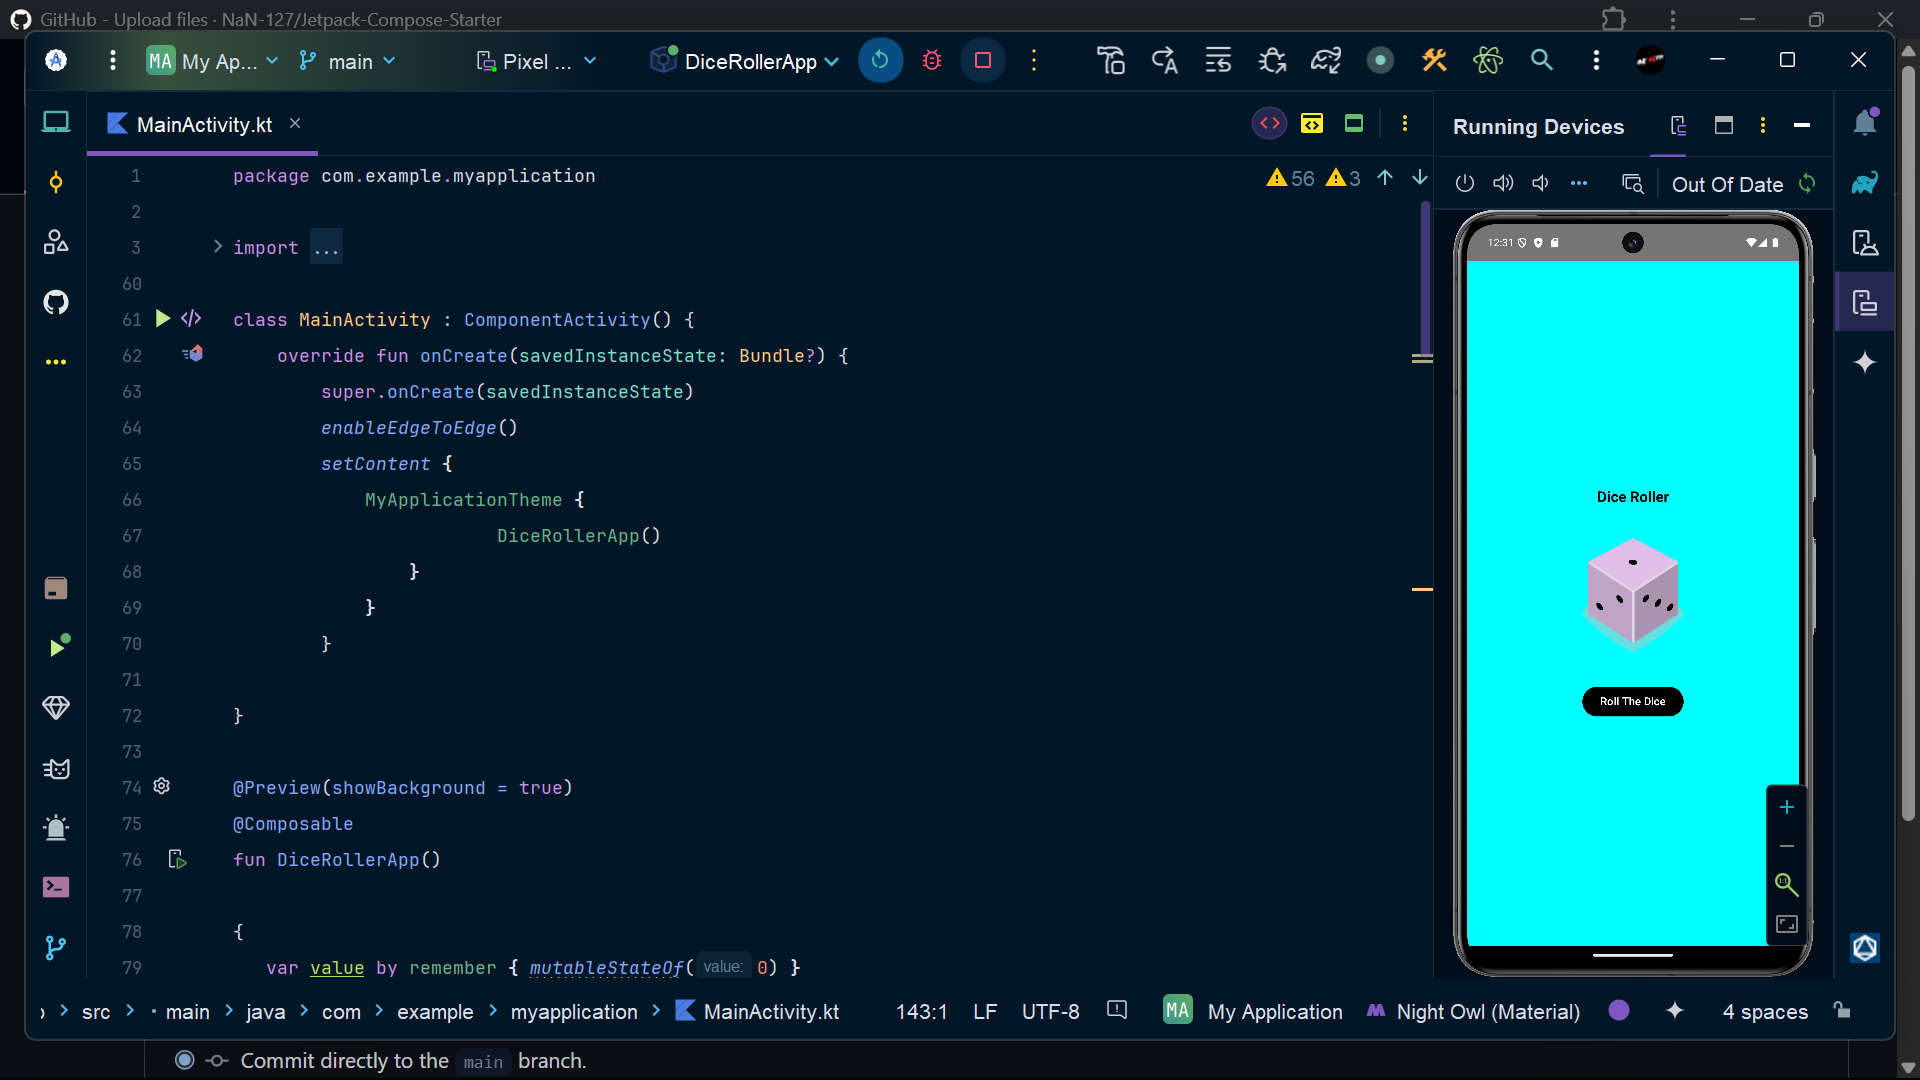 GitHub - Upload files · NaN-127/Jetpack-Compose-Starter
MA My Ap... main Pixel ... DiceRollerApp
MainActivity.kt
Running Devices
56 3
Out Of Date
1 package com.example.myapplication
2
3 import ...
60
61 class MainActivity : ComponentActivity() {
62 override fun onCreate(savedInstanceState: Bundle?) {
63 super.onCreate(savedInstanceState)
64 enableEdgeToEdge()
65 setContent {
66 MyApplicationTheme {
67 DiceRollerApp()
68 }
69 }
70 }
71
72 }
73
74 @Preview(showBackground = true)
75 @Composable
76 fun DiceRollerApp()
77
78 {
79 var value by remember { mutableStateOf( value: 0) }
12:31
Dice Roller
Roll The Dice
1:1
src > main > java > com > example > myapplication > MainActivity.kt 143:1 LF UTF-8 MA My Application Night Owl (Material) 4 spaces
Commit directly to the main branch.